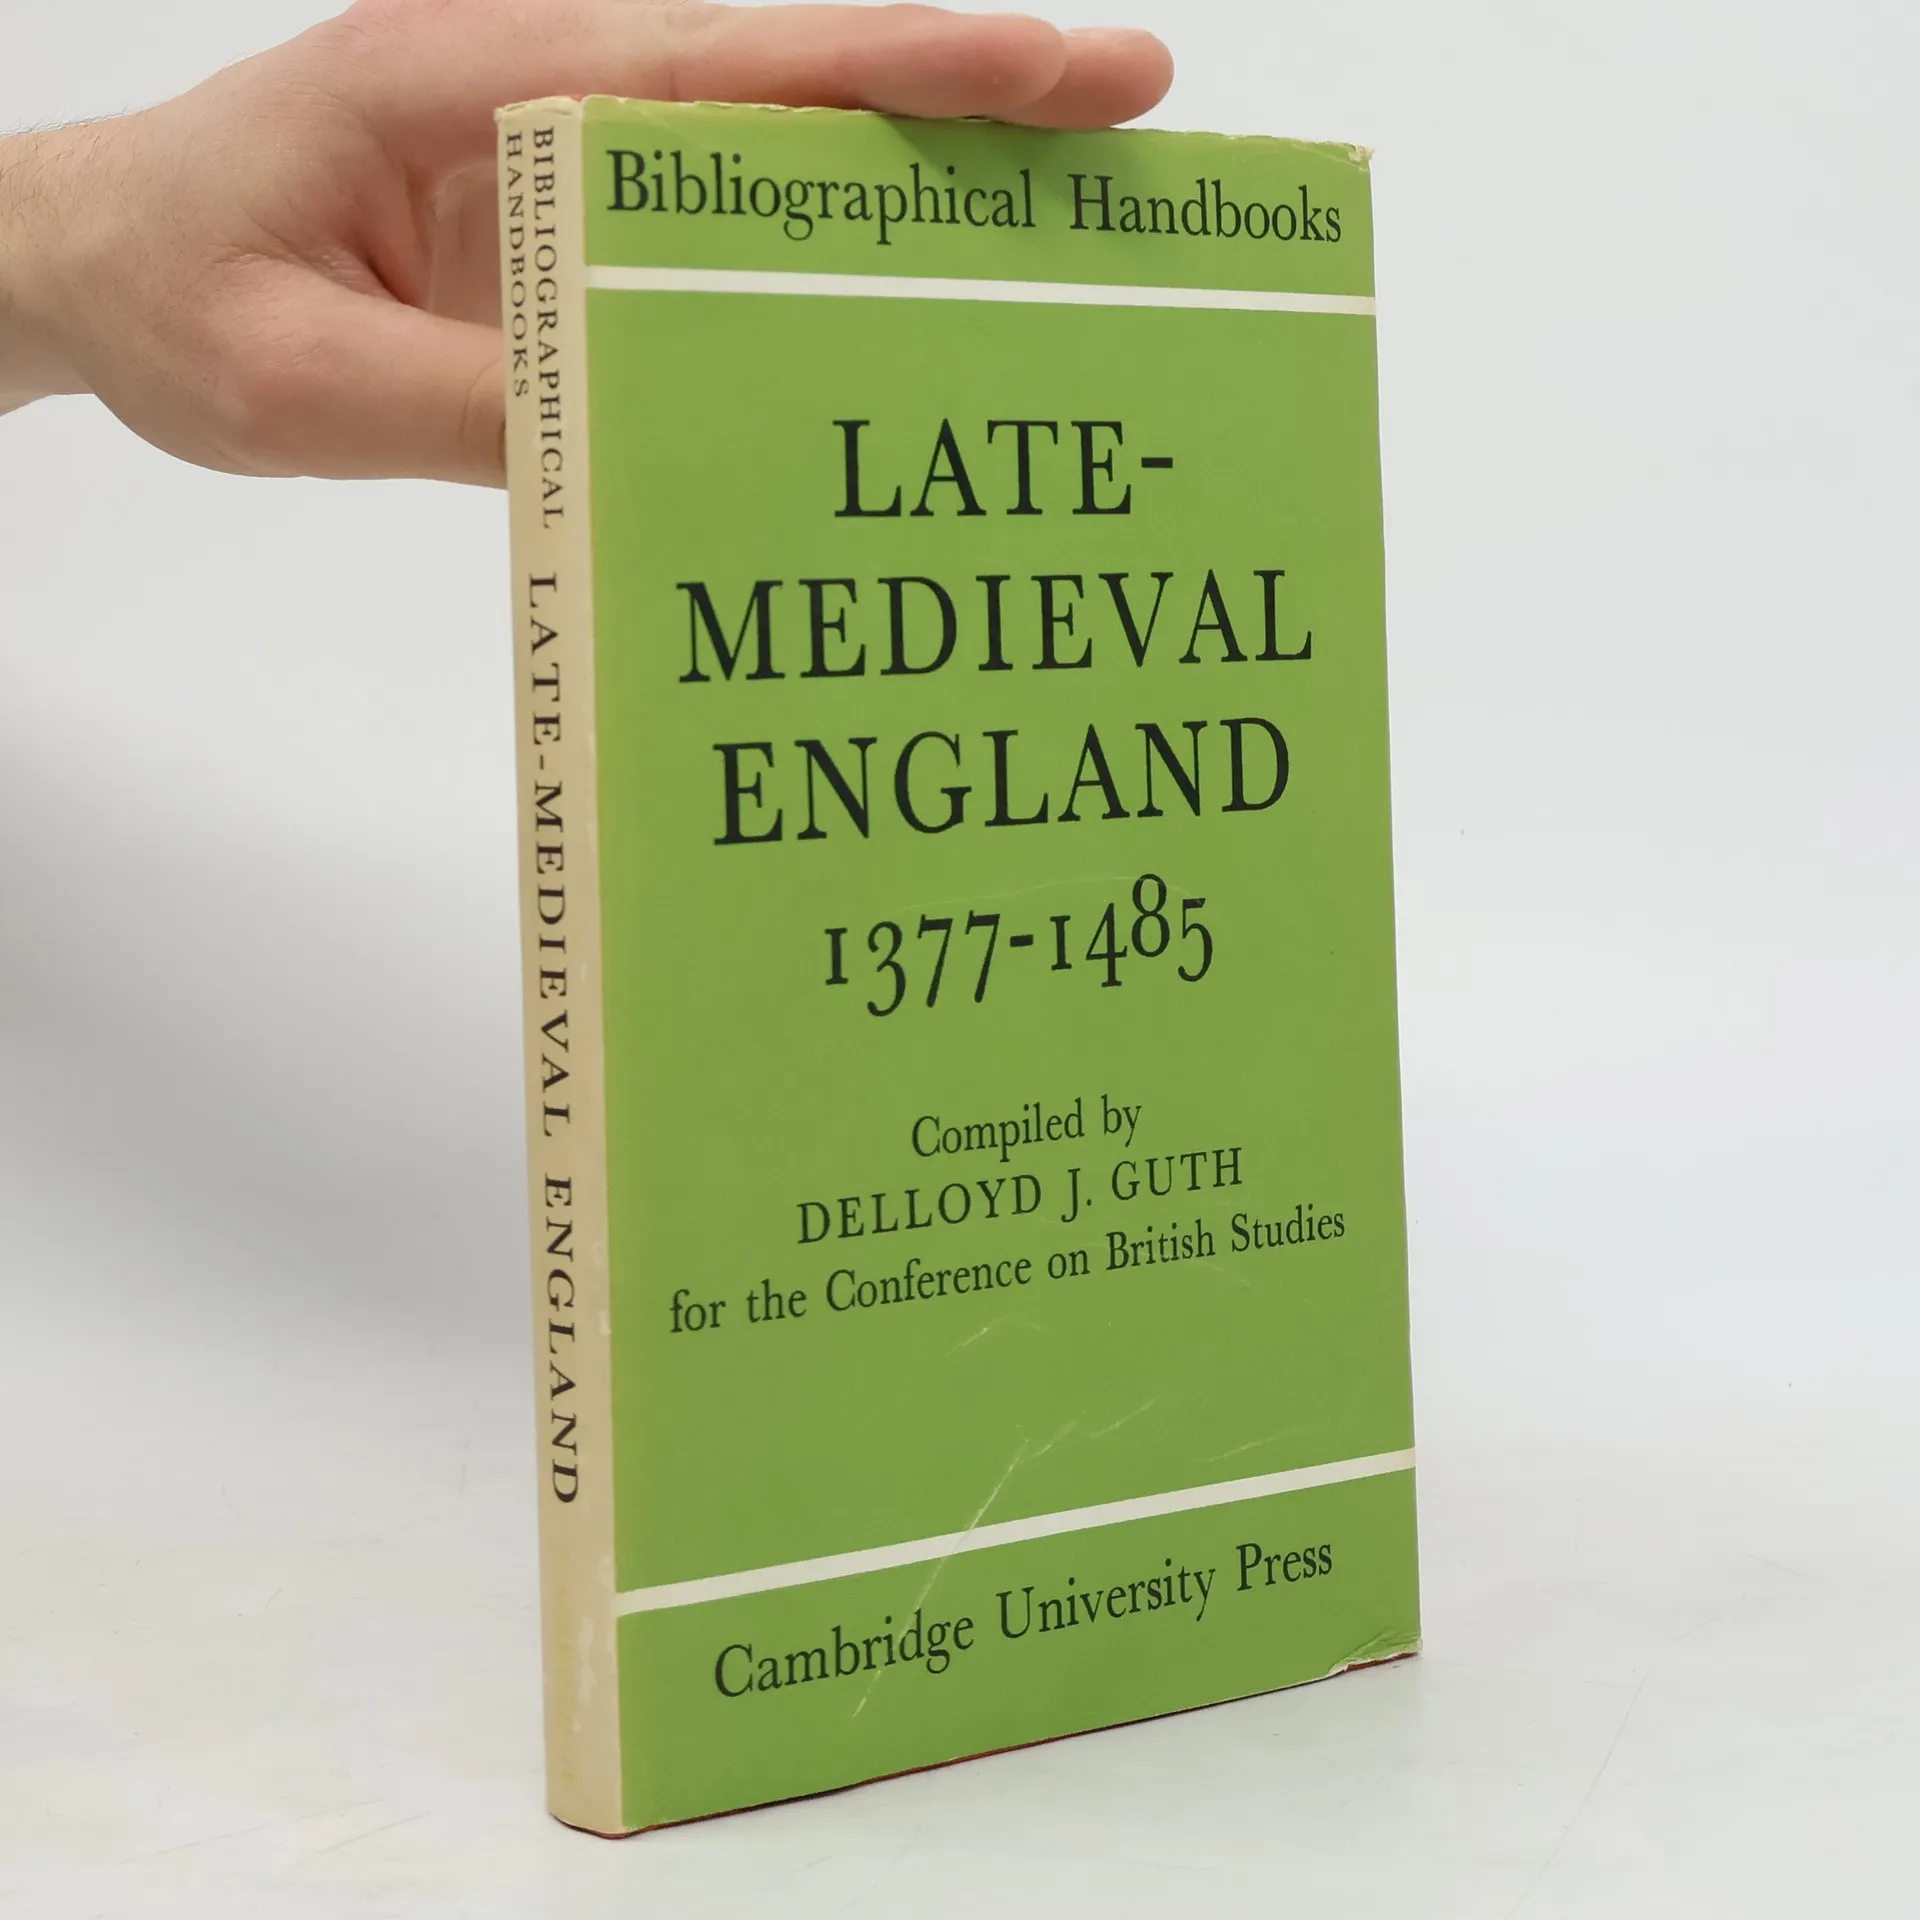 BIBLIOGRAPHICAL
HANDBOOKS
LATE-MEDIEVAL ENGLAND
Bibliographical Handbooks
LATE-
MEDIEVAL
ENGLAND
1377-1485
Compiled by
DELLOYD J. GUTH
for the Conference on British Studies
Cambridge University Press